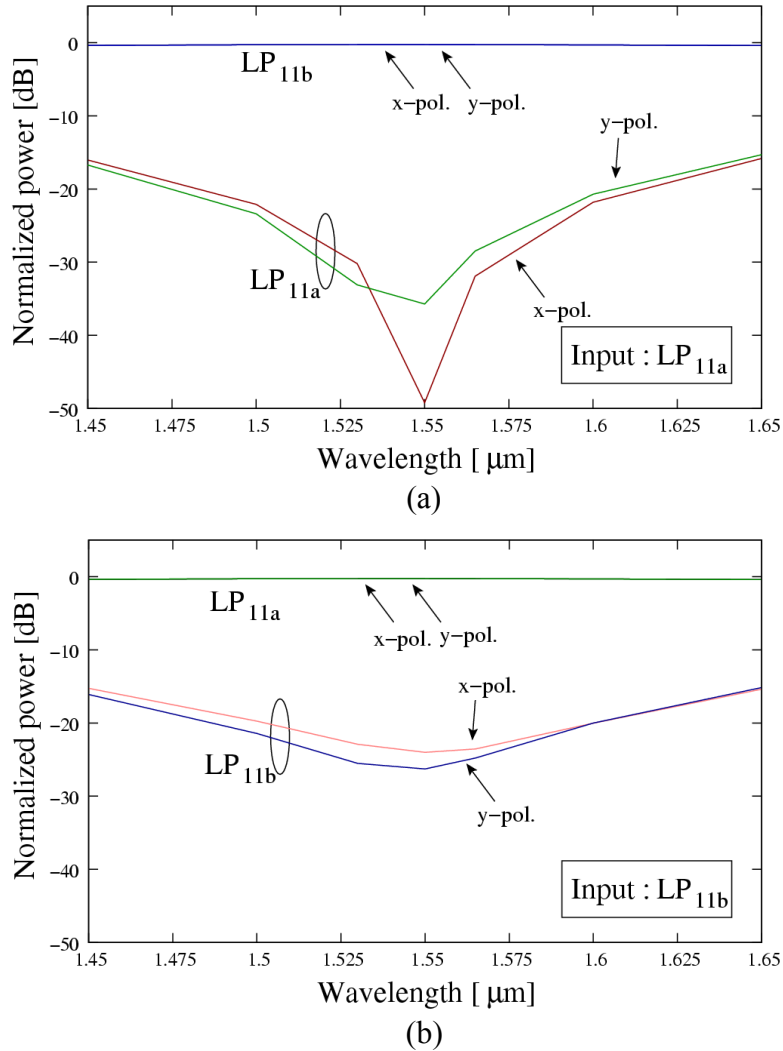 Normalized power [dB]
0
−10
−20
−30
−40
−50
LP11b
x−pol. y−pol.
y−pol.
LP11a
x−pol.
Input : LP11a
1.45 1.475 1.5 1.525 1.55 1.575 1.6 1.625 1.65
Wavelength [ μm]
(a)
Normalized power [dB]
0
−10
−20
−30
−40
−50
LP11a
x−pol. y−pol.
x−pol.
LP11b
y−pol.
Input : LP11b
1.45 1.475 1.5 1.525 1.55 1.575 1.6 1.625 1.65
Wavelength [ μm]
(b)